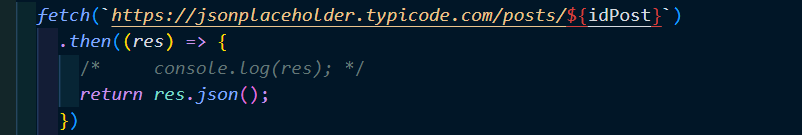 fetch(`https://jsonplaceholder.typicode.com/posts/${idPost}`)
.then((res) => {
/*     console.log(res); */
return res.json();
})